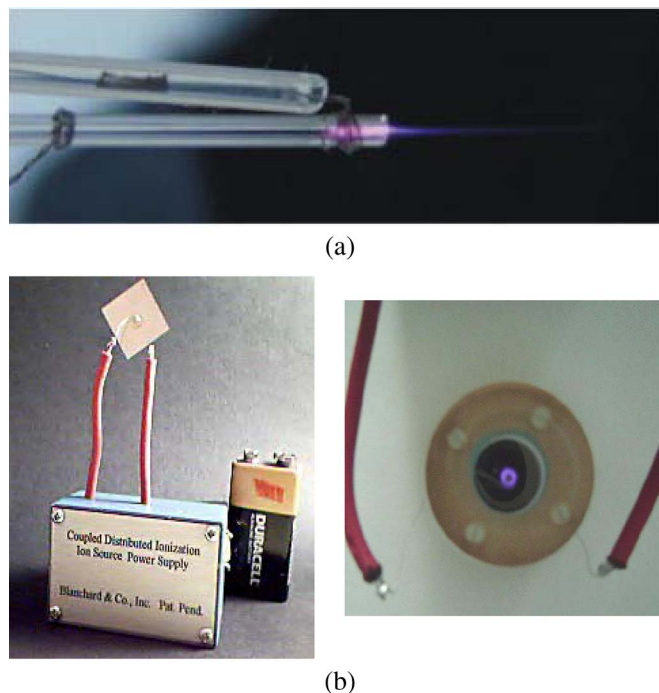 (a)
Coupled Distributed Ionization
Ion Source Power Supply
Blanchard & Co., Inc. Pat. Pend.
DURACELL
(b)